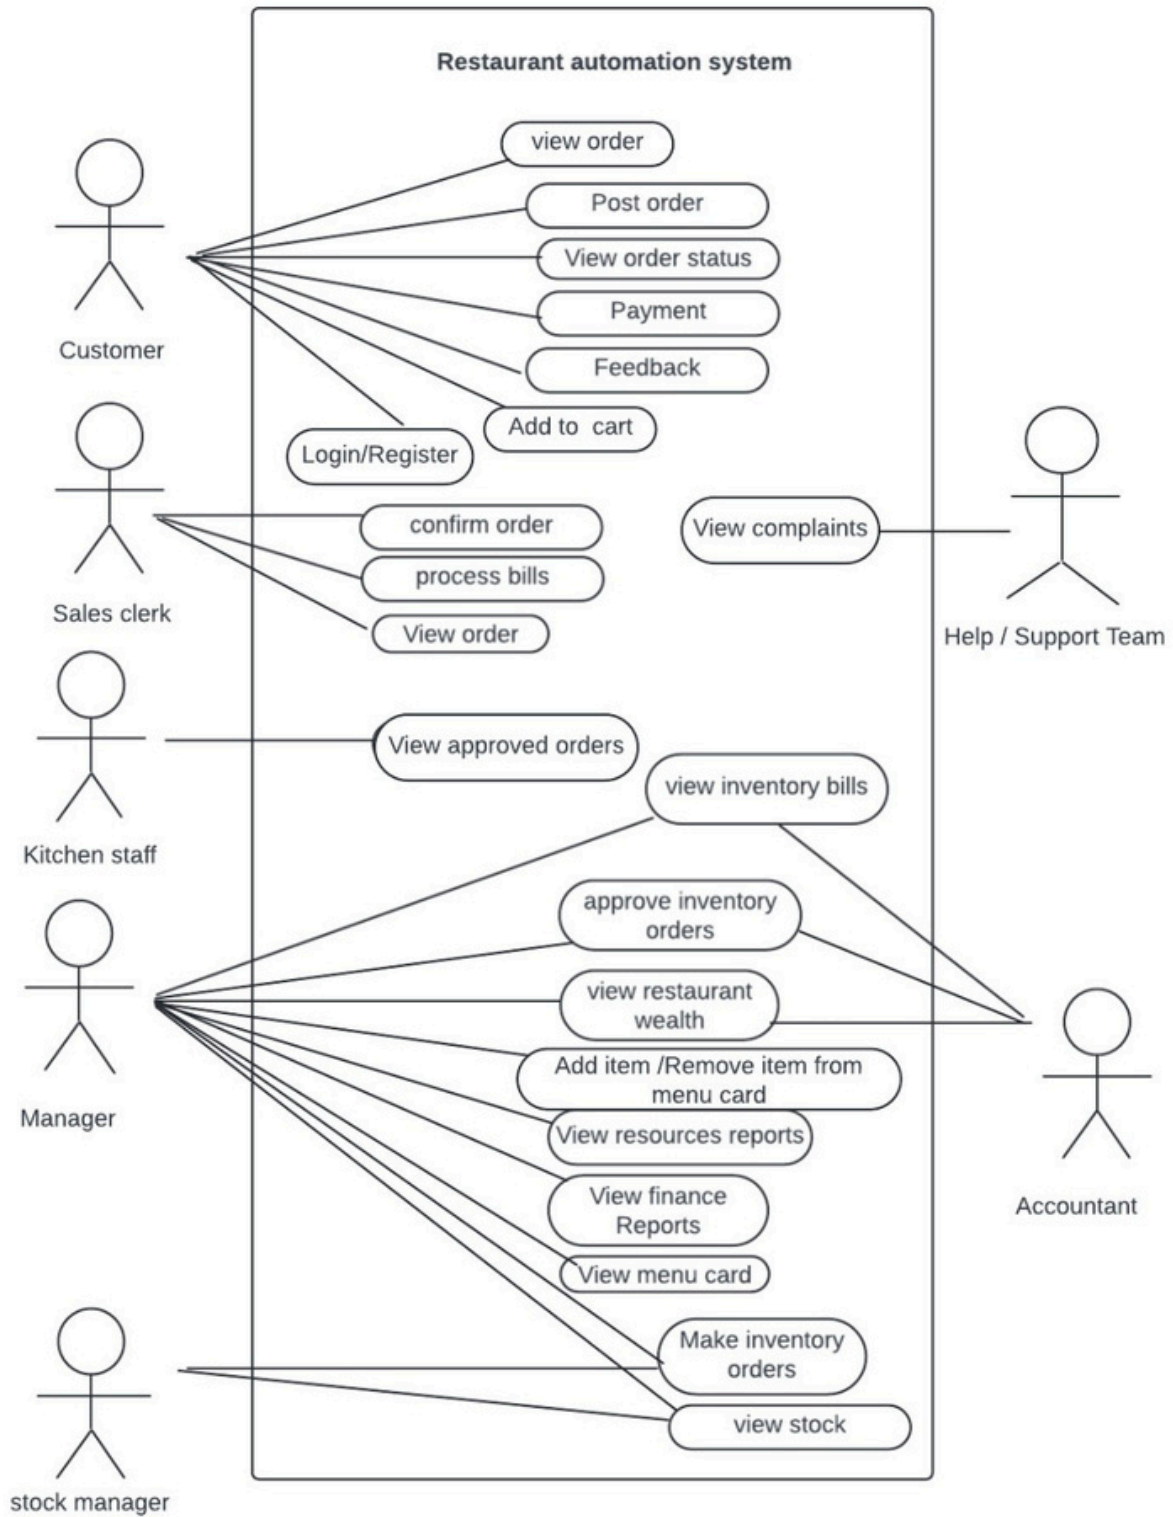 Restaurant automation system
view order
Post order
View order status
Payment
Feedback
Add to  cart
Login/Register
Customer
confirm order
process bills
View order
Sales clerk
View complaints
Help / Support Team
View approved orders
Kitchen staff
view inventory bills
approve inventory
orders
view restaurant
wealth
Add item /Remove item from
menu card
View resources reports
View finance
Reports
View menu card
Make inventory
orders
view stock
Manager
Accountant
stock manager